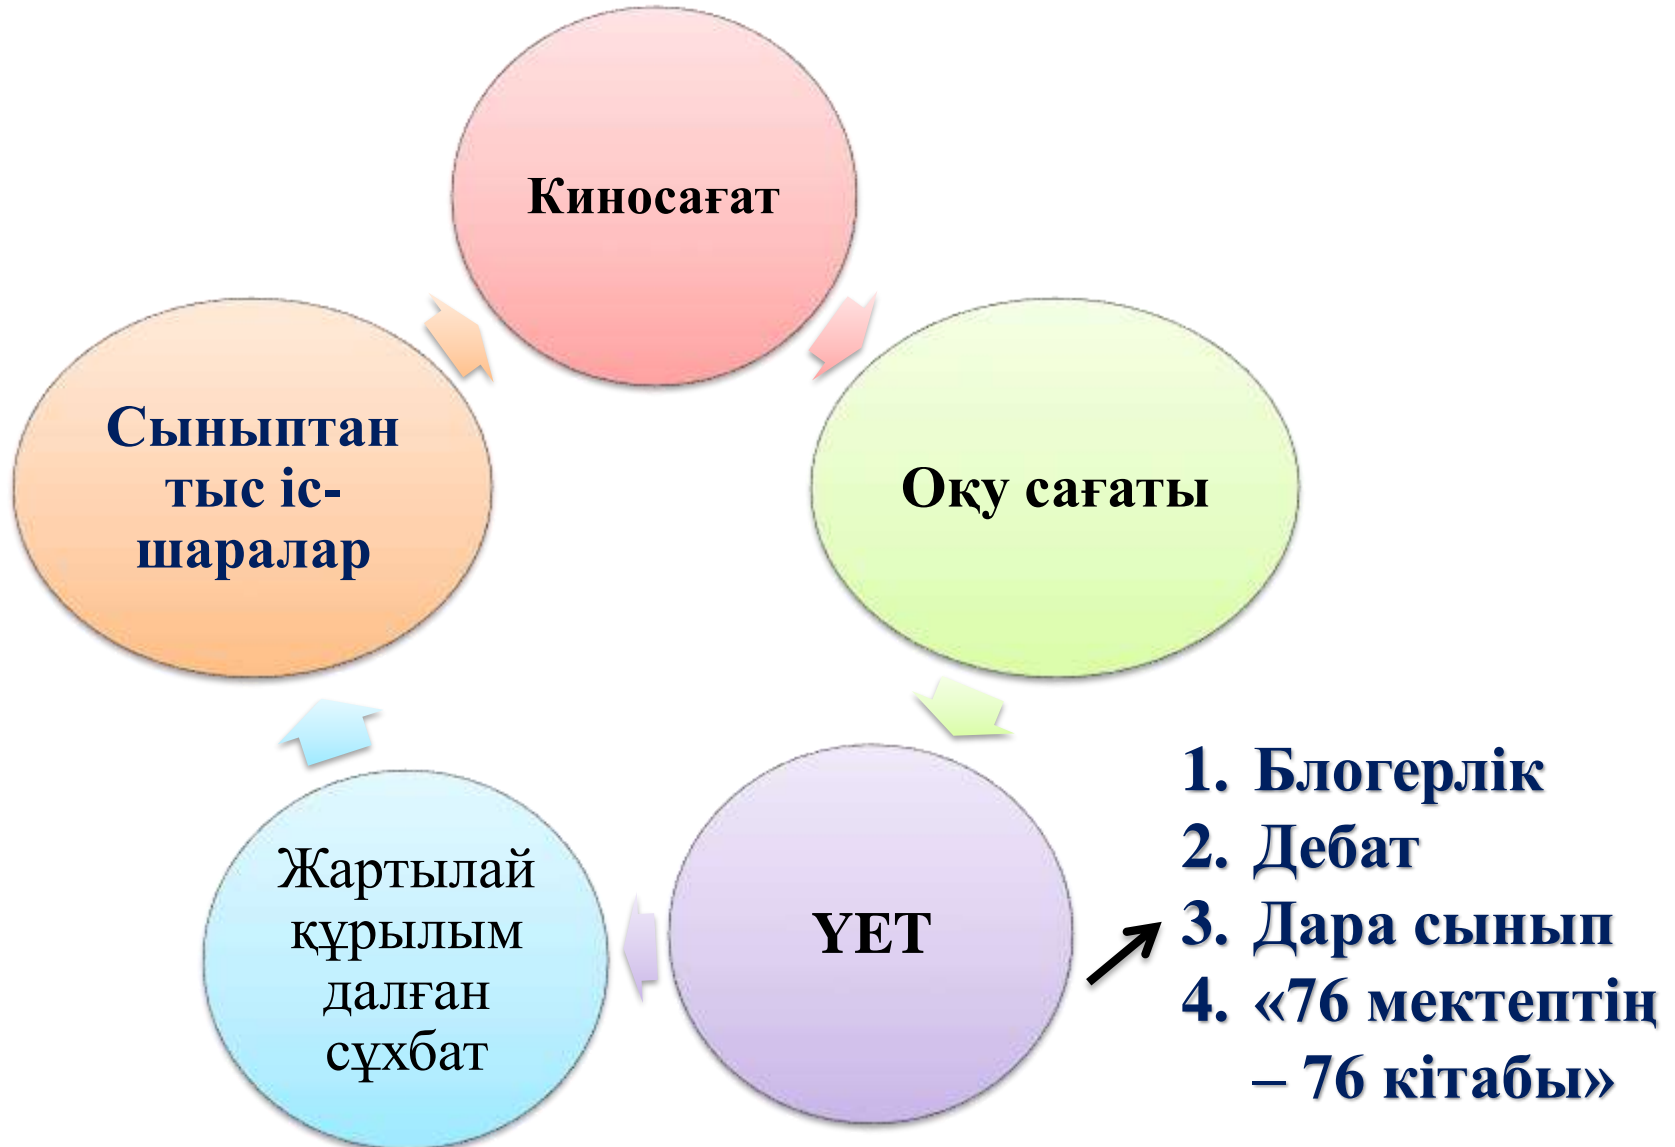 Киносағат
Сыныптан
тыс іс-
шаралар
Оқу сағаты
ҮЕТ
Жартылай
құрылым
далған
сұхбат
1. Блогерлік
2. Дебат
3. Дара сынып
4. «76 мектептің
– 76 кітабы»